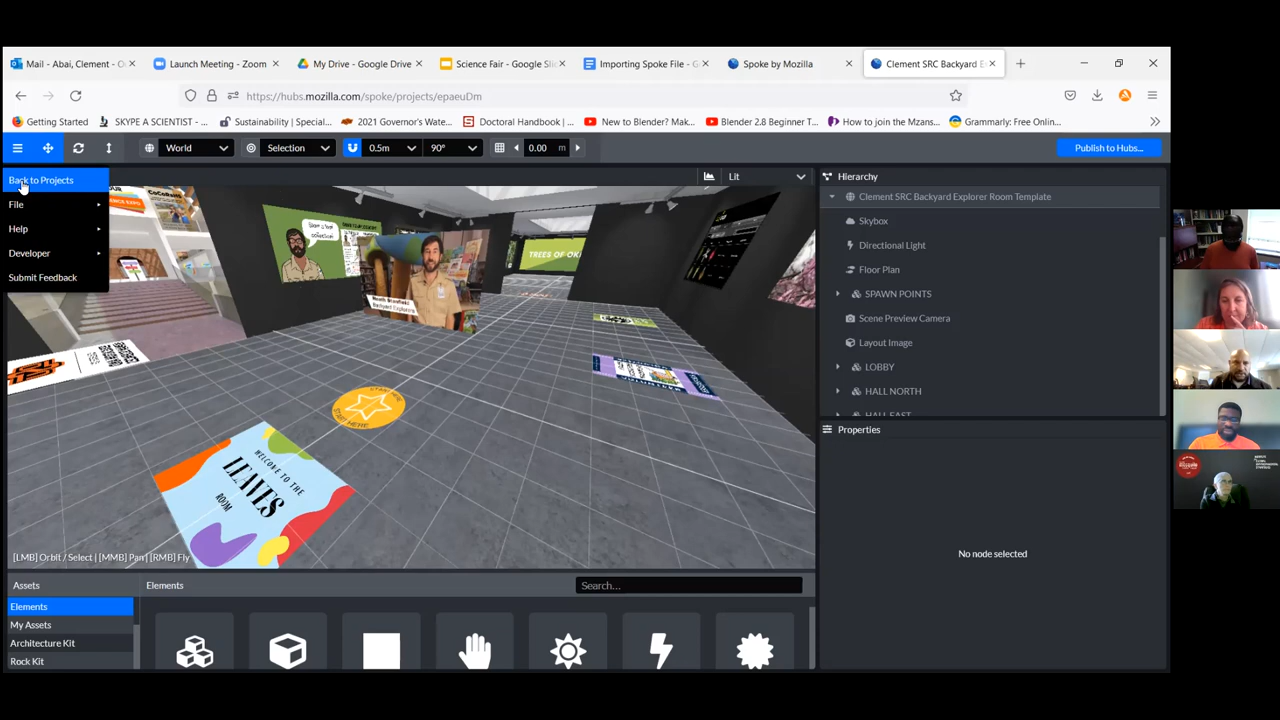 Mail - Abai, Clement - O
Launch Meeting - Zoom
My Drive - Google Drive
Science Fair - Google Slid
Importing Spoke File - G
Spoke by Mozilla
Clement SRC Backyard E
https://hubs.mozilla.com/spoke/projects/epaeuDm
Getting Started
SKYPE A SCIENTIST - ...
Sustainability | Special...
2021 Governor's Wate...
Doctoral Handbook | ...
New to Blender? Mak...
Blender 2.8 Beginner T...
How to join the Mzans...
Grammarly: Free Onlin...
World
Selection
0.5m
90°
0.00 m
Publish to Hubs...
Back to Projects
File
Help
Developer
Submit Feedback
Lit
TREES OF OK
START HERE
START HERE
WELCOME TO THE
LEAVES
ROOM
[LMB] Orbit / Select | [MMB] Pan | [RMB] Fly
Hierarchy
Clement SRC Backyard Explorer Room Template
Skybox
Directional Light
Floor Plan
SPAWN POINTS
Scene Preview Camera
Layout Image
LOBBY
HALL NORTH
HALL EAST
Properties
No node selected
Assets
Elements
My Assets
Architecture Kit
Rock Kit
Elements
Search...